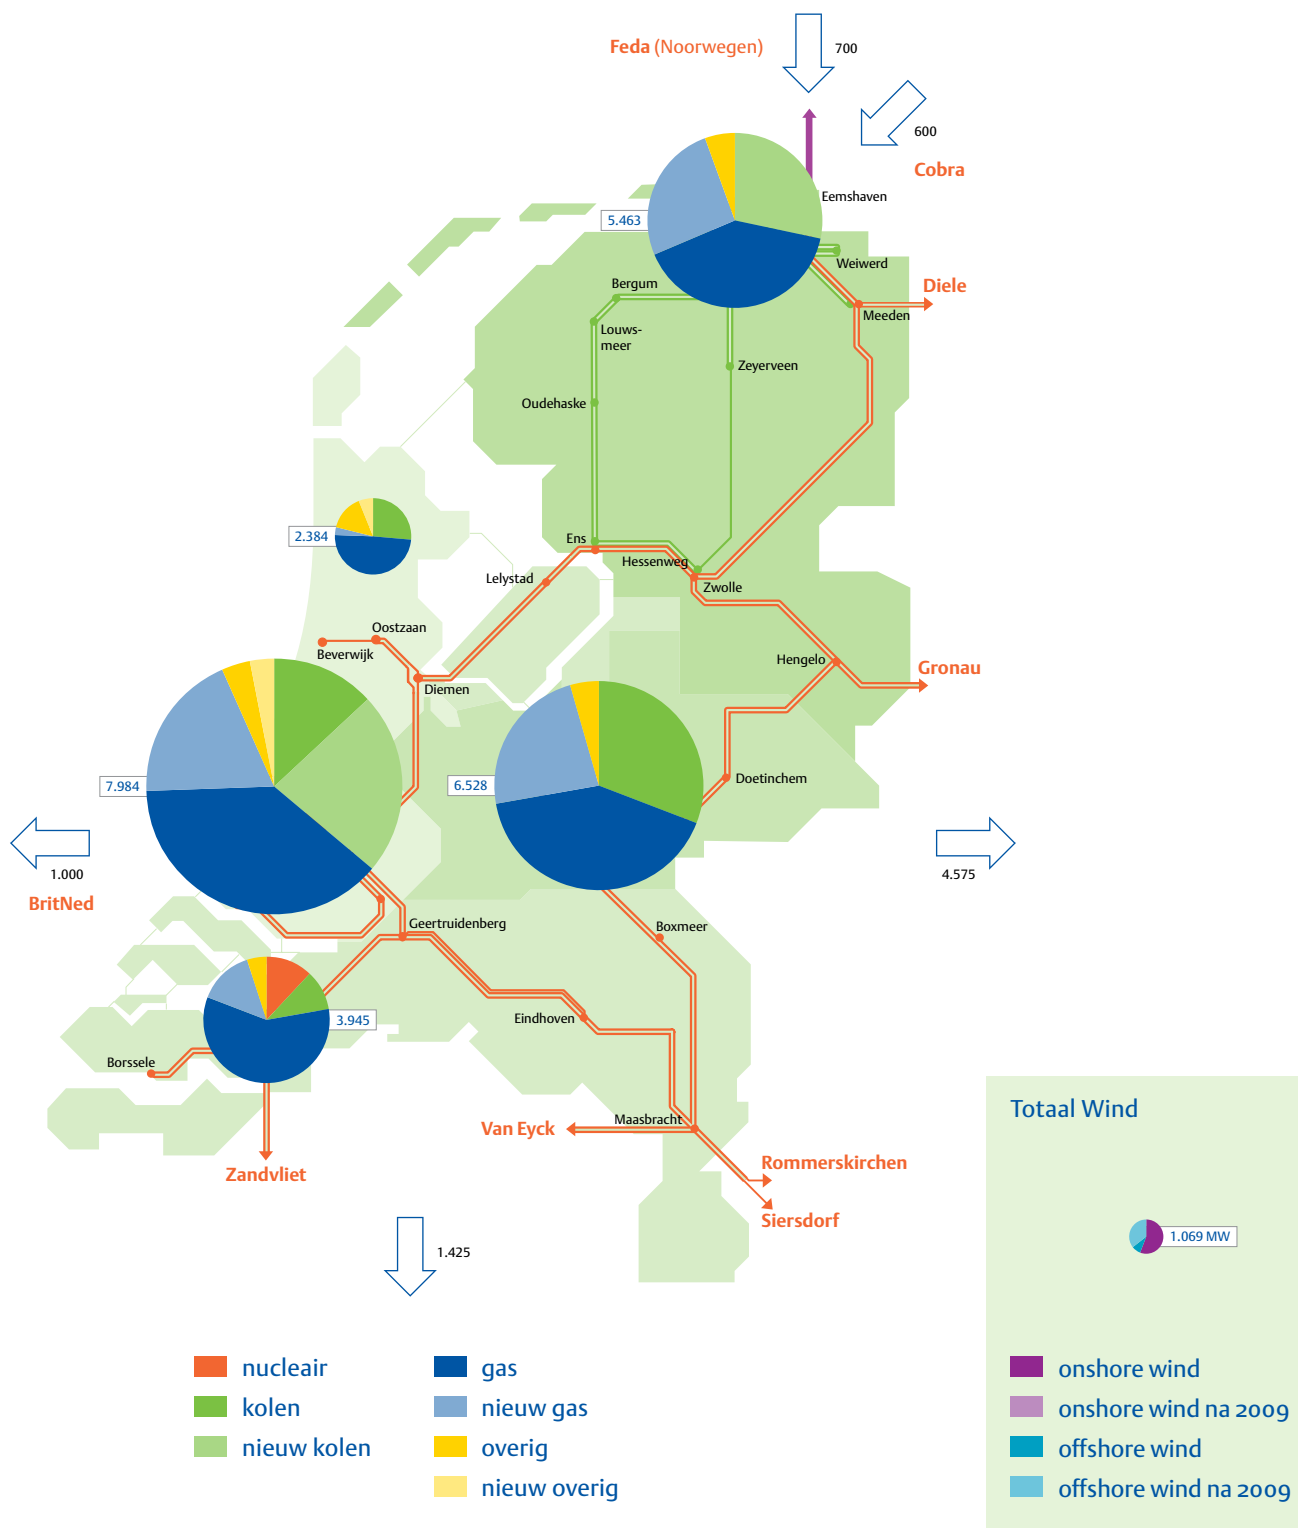 Feda (Noorwegen)
700
600
Cobra
Eemshaven
5.463
Weiwerd
Bergum
Diele
Meeden
Louws-
meer
Zeyerveen
Oudehaske
2.384
Ens
Hessenweg
Lelystad
Zwolle
Oostzaan
Beverwijk
Hengelo
Gronau
Diemen
7.984
6.528
Doetinchem
1.000
BritNed
4.575
Geertruidenberg
Boxmeer
3.945
Eindhoven
Borssele
Maasbracht
Van Eyck
Zandvliet
Rommerskirchen
Siersdorf
1.425
Totaal Wind
1.069 MW
nucleair
kolen
nieuw kolen
gas
nieuw gas
overig
nieuw overig
onshore wind
onshore wind na 2009
offshore wind
offshore wind na 2009